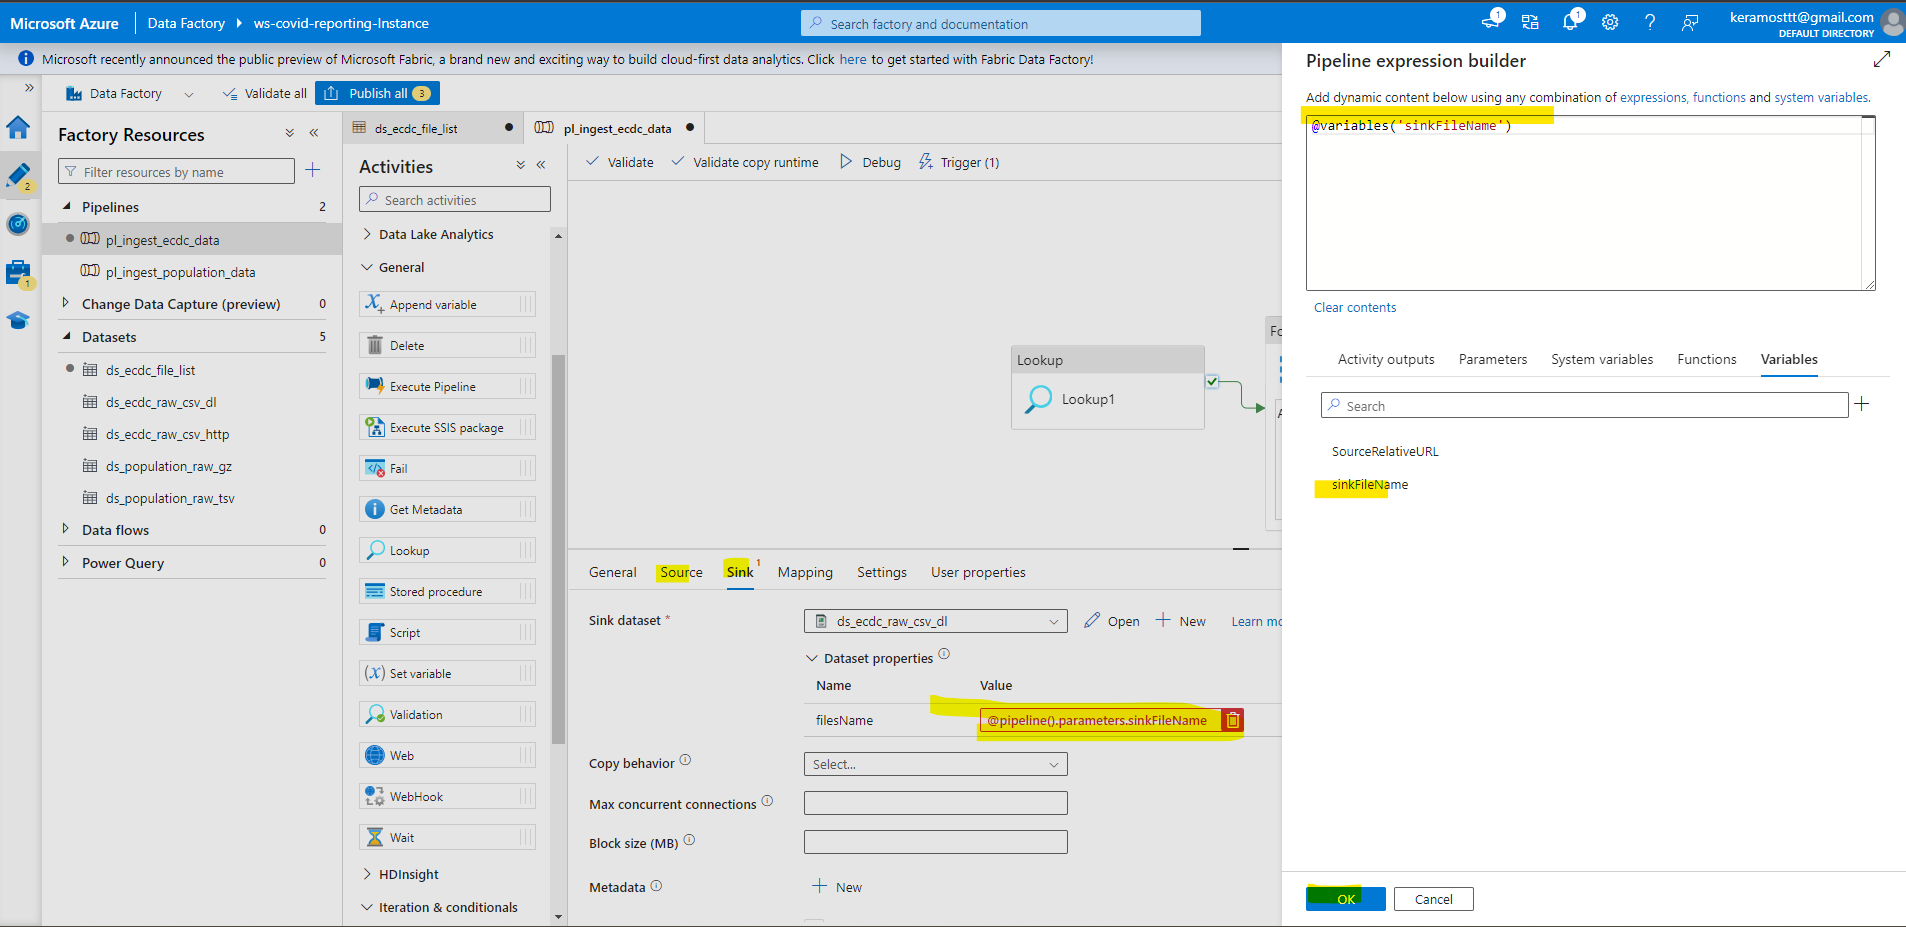 Microsoft Azure
Data Factory
ws-covid-reporting-Instance
Search factory and documentation
1
1
keramosttt@gmail.com
DEFAULT DIRECTORY
Microsoft recently announced the public preview of Microsoft Fabric, a brand new and exciting way to build cloud-first data analytics. Click here to get started with Fabric Data Factory!
Data Factory
Validate all
Publish all 3
2
1
Factory Resources
Filter resources by name
Pipelines 2
pl_ingest_ecdc_data
pl_ingest_population_data
Change Data Capture (preview) 0
Datasets 5
ds_ecdc_file_list
ds_ecdc_raw_csv_dl
ds_ecdc_raw_csv_http
ds_population_raw_gz
ds_population_raw_tsv
Data flows 0
Power Query 0
ds_ecdc_file_list
pl_ingest_ecdc_data
Activities
Search activities
Data Lake Analytics
General
Append variable
Delete
Execute Pipeline
Execute SSIS package
Fail
Get Metadata
Lookup
Stored procedure
Script
Set variable
Validation
Web
WebHook
Wait
HDInsight
Iteration & conditionals
Validate
Validate copy runtime
Debug
Trigger (1)
Lookup
Lookup1
Fo
A
General
Source
Sink 1
Mapping
Settings
User properties
Sink dataset *
ds_ecdc_raw_csv_dl
Open
New
Learn mo
Dataset properties
Name
Value
filesName
@pipeline().parameters.sinkFileName
Copy behavior
Select...
Max concurrent connections
Block size (MB)
Metadata
New
Pipeline expression builder
Add dynamic content below using any combination of expressions, functions and system variables.
@variables('sinkFileName')
Clear contents
Activity outputs
Parameters
System variables
Functions
Variables
Search
SourceRelativeURL
sinkFileName
OK
Cancel